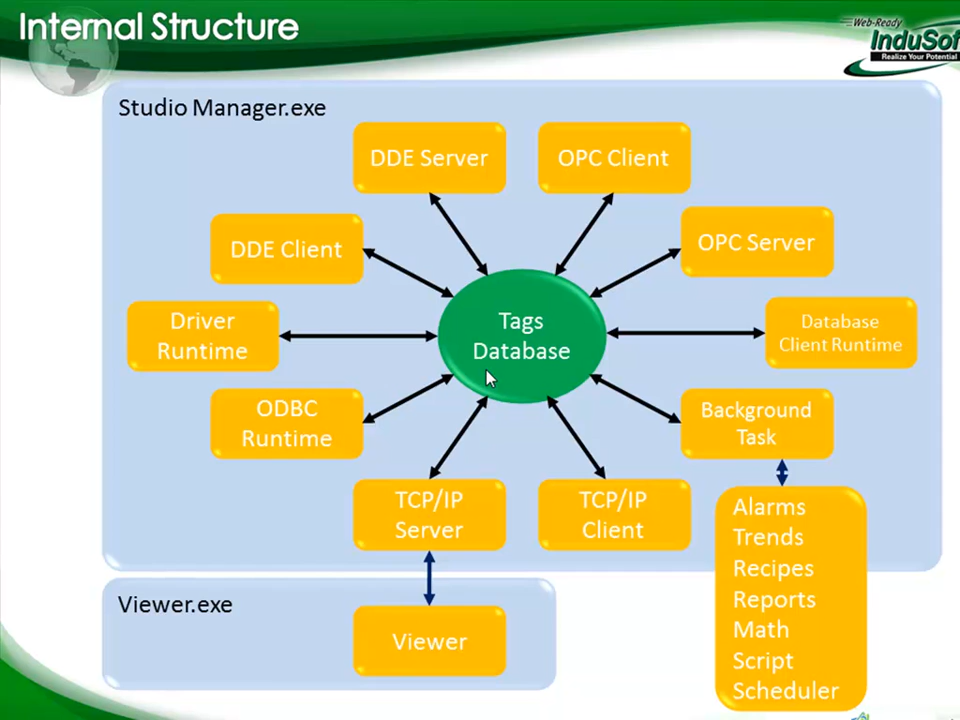 Internal Structure
Web-Ready
InduSof
Realize Your Potential
Studio Manager.exe
DDE Server
OPC Client
DDE Client
OPC Server
Driver
Runtime
Tags
Database
Database
Client Runtime
ODBC
Runtime
Background
Task
TCP/IP
Server
TCP/IP
Client
Alarms
Trends
Recipes
Reports
Math
Script
Scheduler
Viewer.exe
Viewer